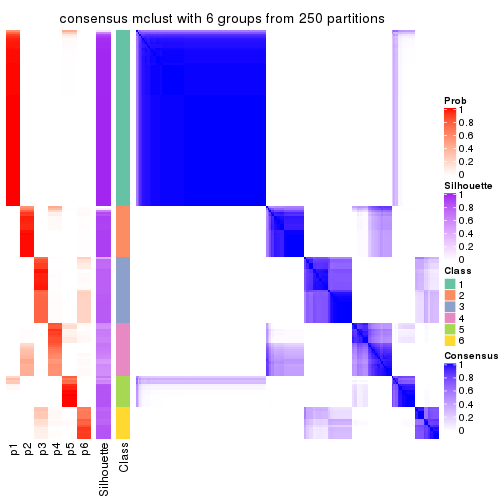 consensus mclust with 6 groups from 250 partitions
Prob
1
0.8
0.6
0.4
0.2
0
Silhouette
1
0.8
0.6
0.4
0.2
0
Class
1
2
3
4
5
6
Consensus
1
0.8
0.6
0.4
0.2
0
p1
p2
p3
p4
p5
p6
Silhouette
Class